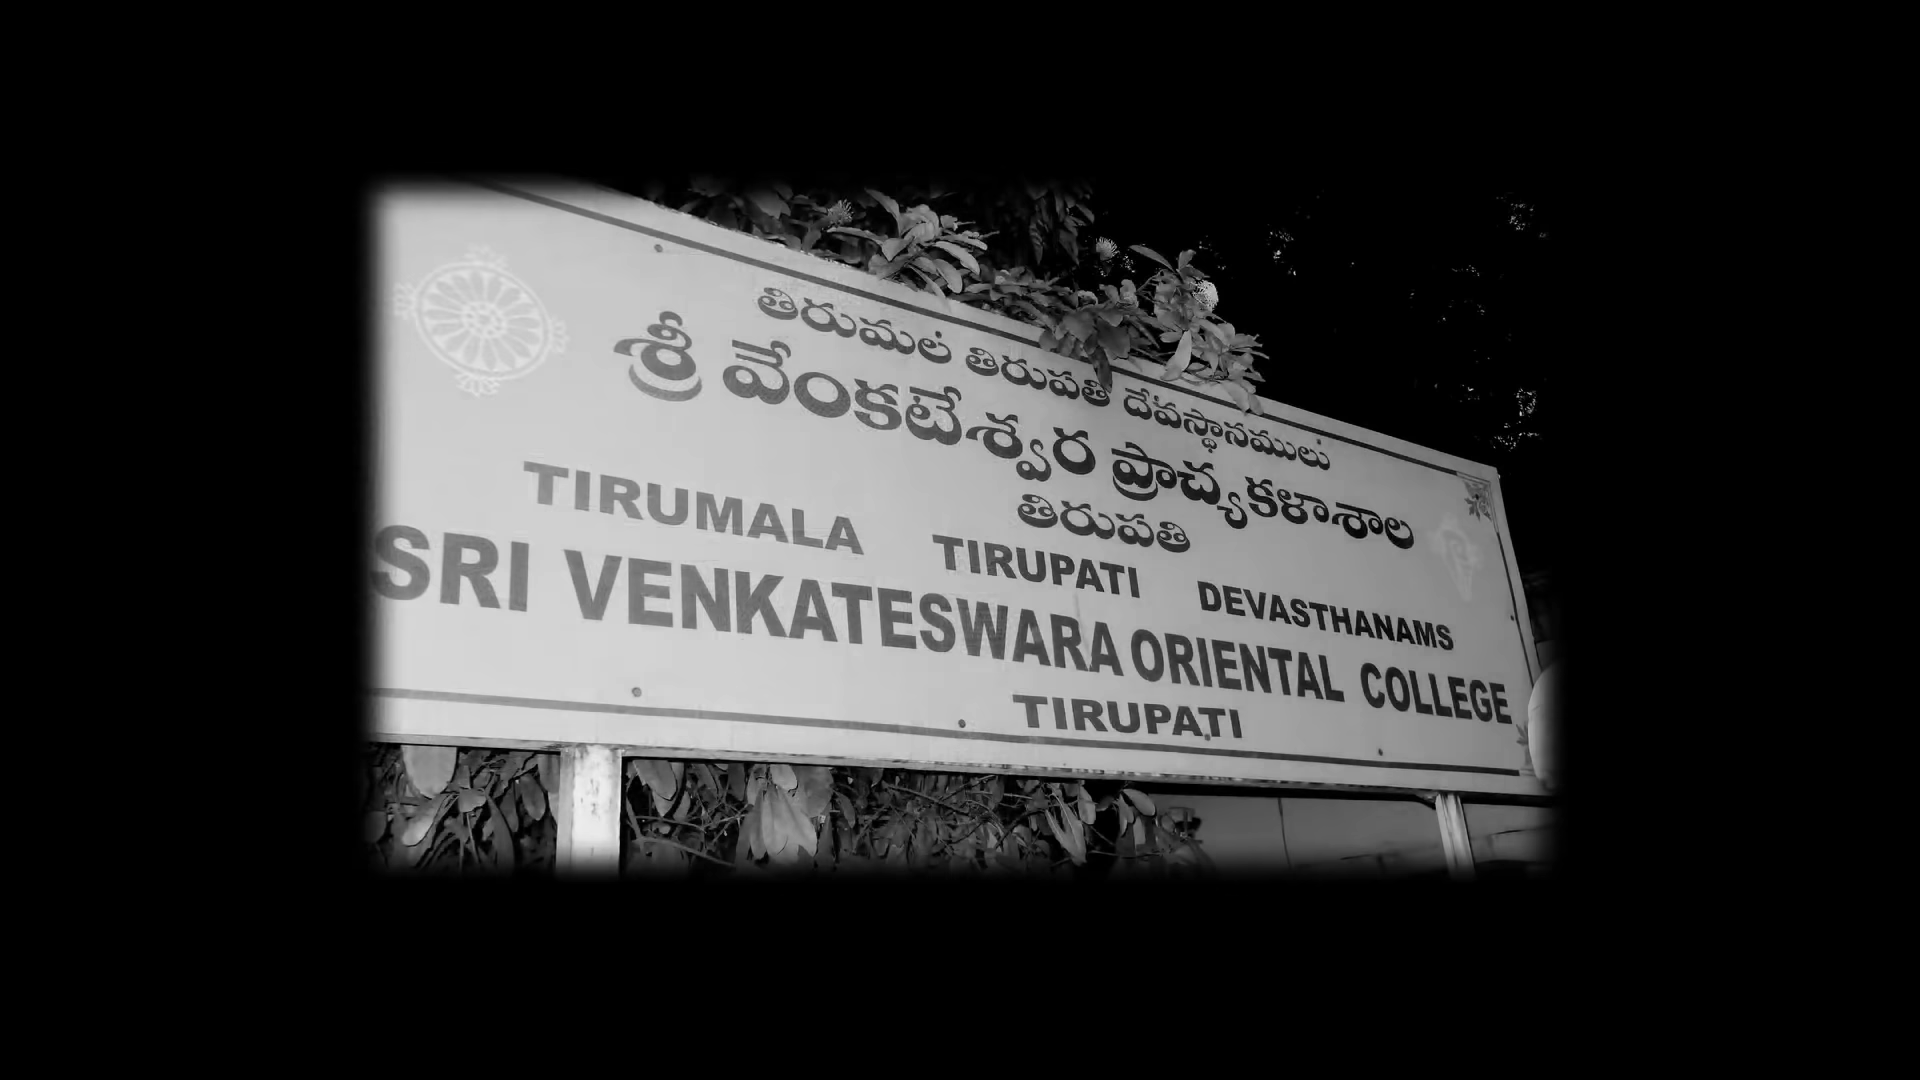 తిరుమల తిరుపతి దేవస్థానములు
శ్రీ వేంకటేశ్వర ప్రాచ్యకళాశాల
తిరుపతి
TIRUMALA TIRUPATI DEVASTHANAMS
SRI VENKATESWARA ORIENTAL COLLEGE
TIRUPATI